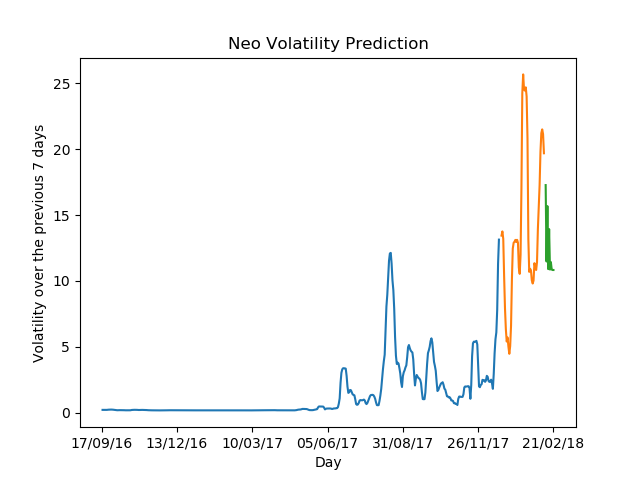 Neo Volatility Prediction
Volatility over the previous 7 days
25
20
15
10
5
0
17/09/16 13/12/16 10/03/17 05/06/17 31/08/17 26/11/17 21/02/18
Day